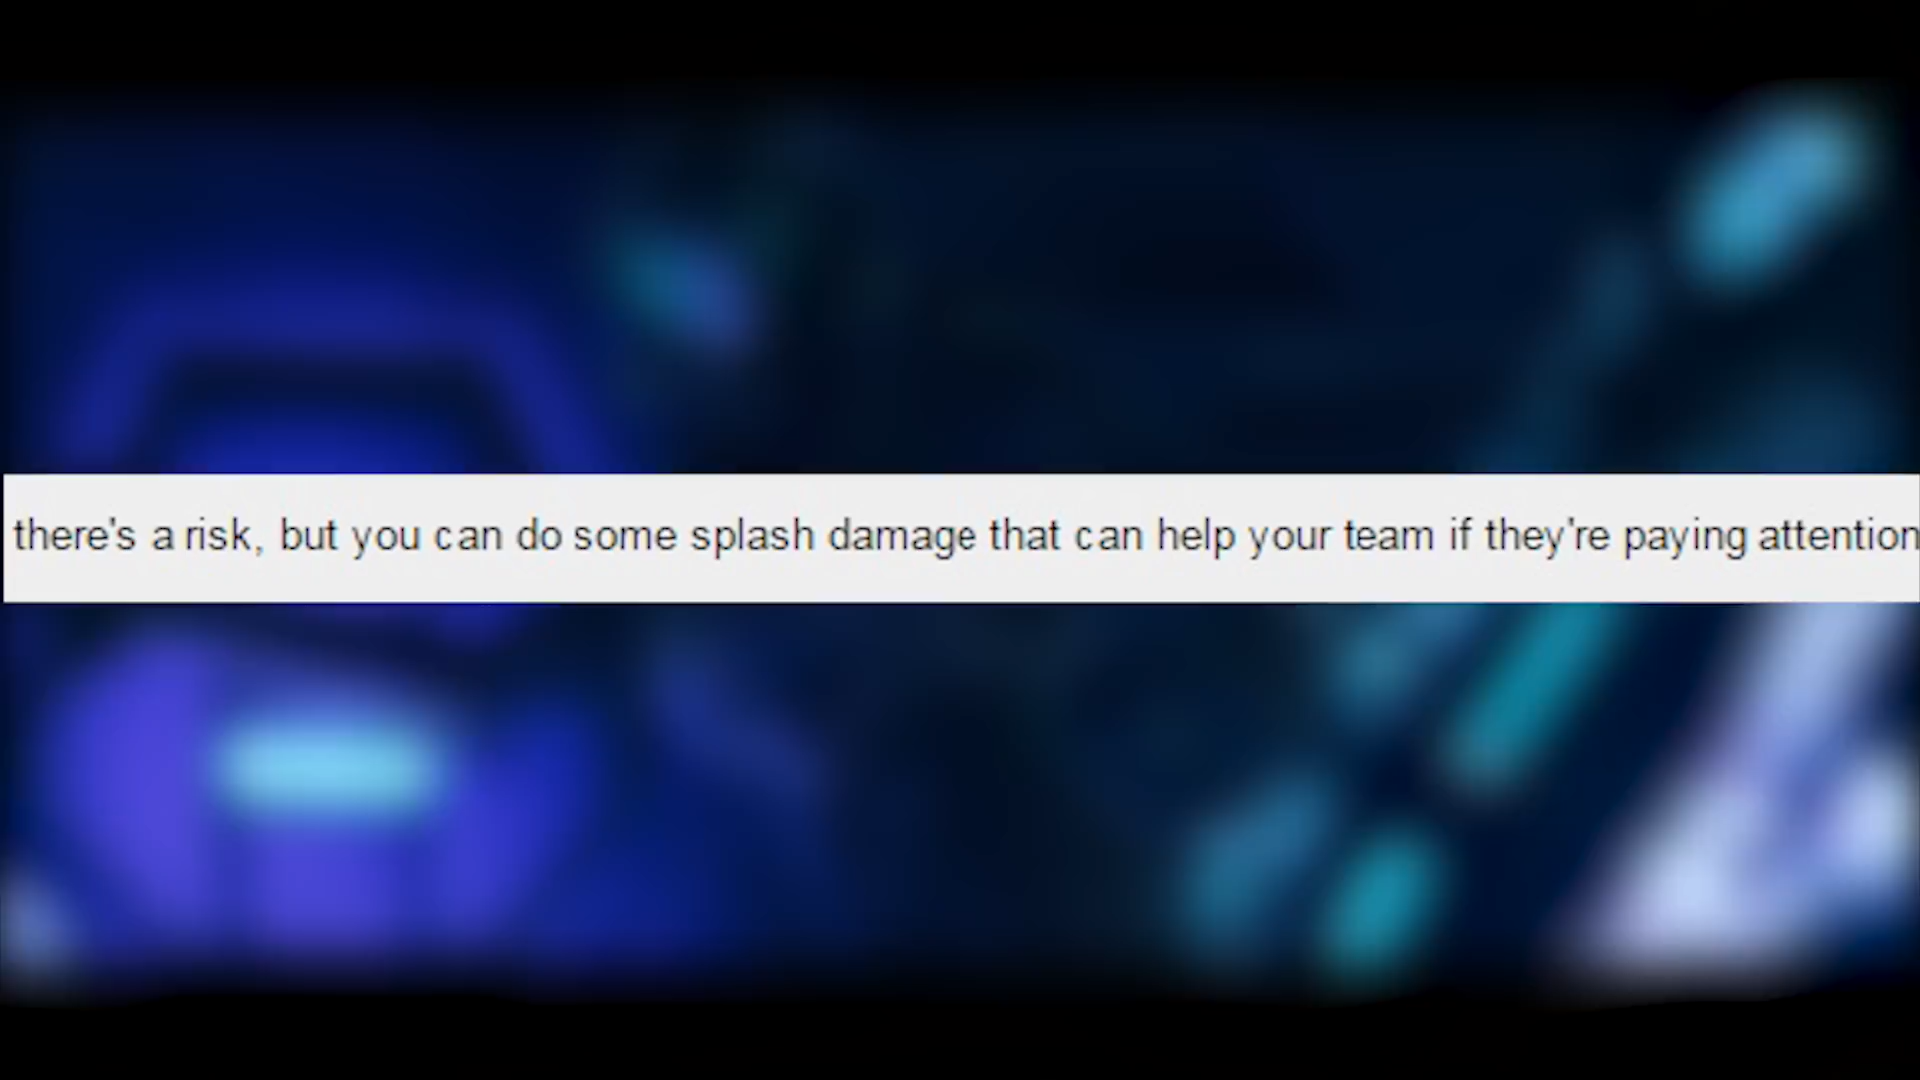 there's a risk, but you can do some splash damage that can help your team if they're paying attention